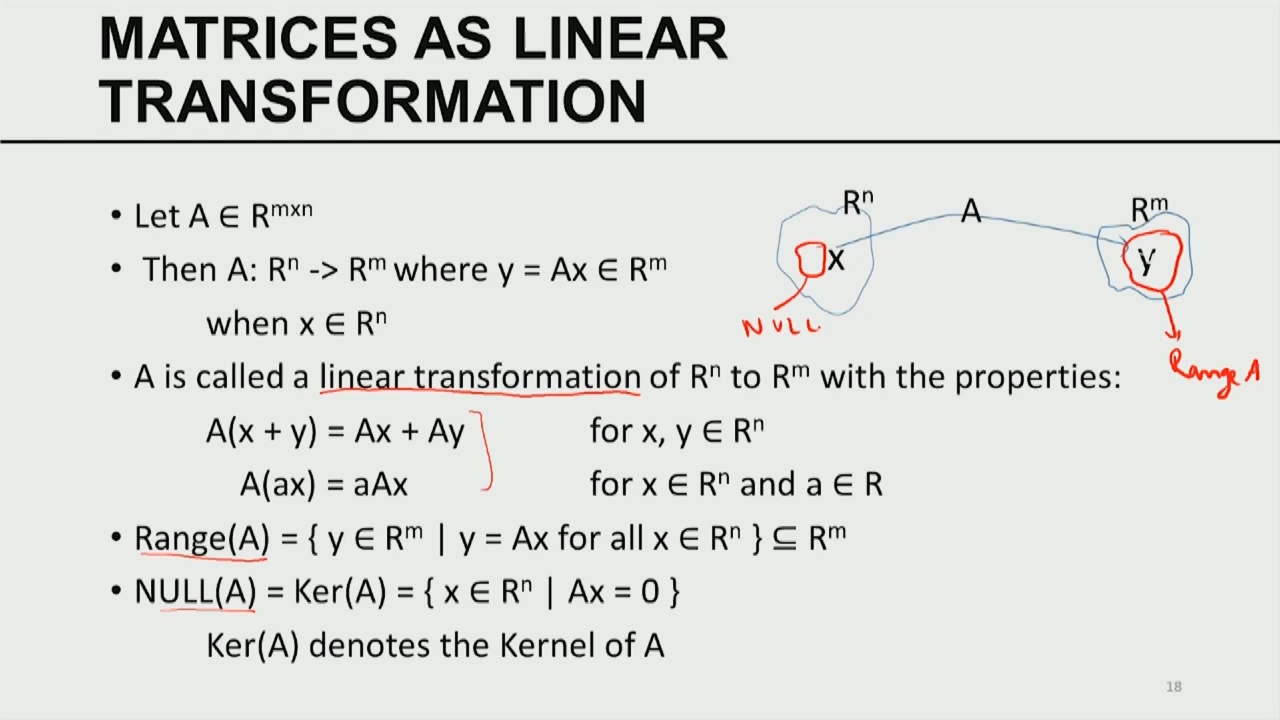 MATRICES AS LINEAR
TRANSFORMATION
• Let A ∈ Rᵐˣⁿ
• Then A: Rⁿ -> Rᵐ where y = Ax ∈ Rᵐ
when x ∈ Rⁿ
Rⁿ
A
Rᵐ
x
y
NULL
Range A
• A is called a linear transformation of Rⁿ to Rᵐ with the properties:
A(x + y) = Ax + Ay for x, y ∈ Rⁿ
A(ax) = aAx for x ∈ Rⁿ and a ∈ R
• Range(A) = { y ∈ Rᵐ | y = Ax for all x ∈ Rⁿ } ⊆ Rᵐ
• NULL(A) = Ker(A) = { x ∈ Rⁿ | Ax = 0 }
Ker(A) denotes the Kernel of A
18